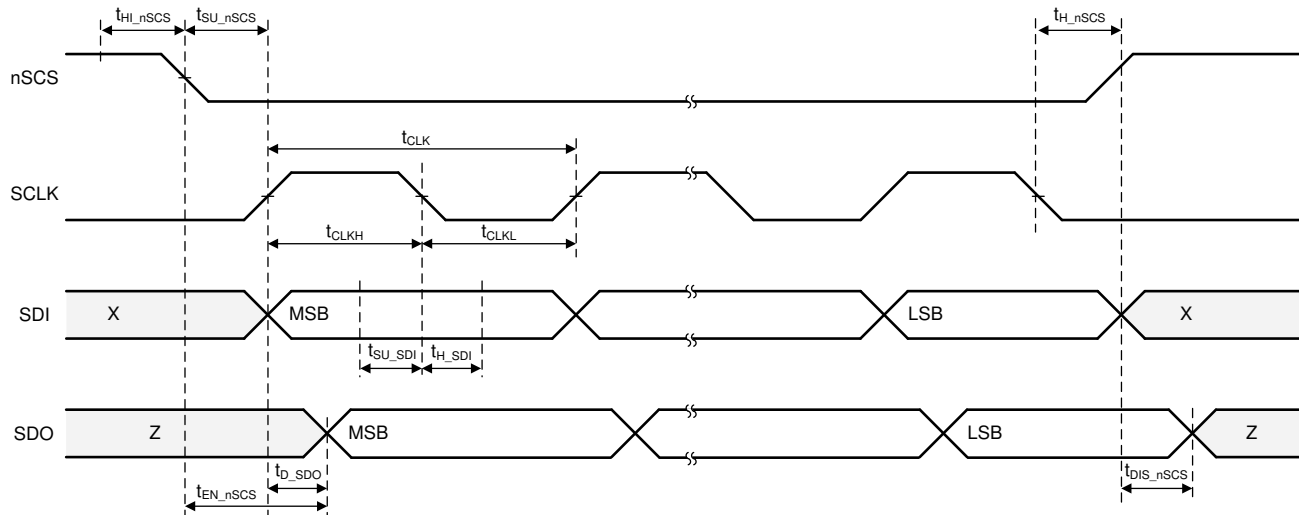 tHI_nSCS tSU_nSCS tH_nSCS
nSCS
tCLK
SCLK
tCLKH tCLKL
SDI X MSB LSB X
tSU_SDI tH_SDI
SDO Z MSB LSB Z
tD_SDO tDIS_nSCS
tEN_nSCS